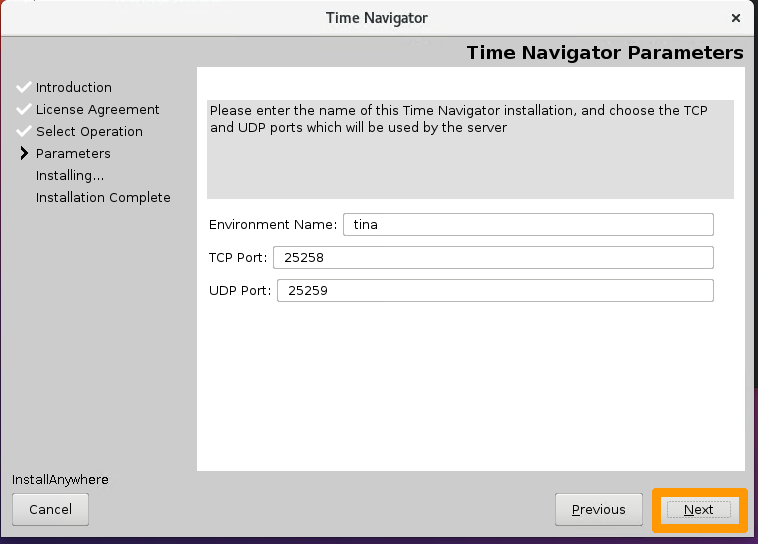 Time Navigator
Time Navigator Parameters
Introduction
License Agreement
Select Operation
Parameters
Installing...
Installation Complete
Please enter the name of this Time Navigator installation, and choose the TCP
and UDP ports which will be used by the server
Environment Name: tina
TCP Port: 25258
UDP Port: 25259
InstallAnywhere
Cancel
Previous
Next